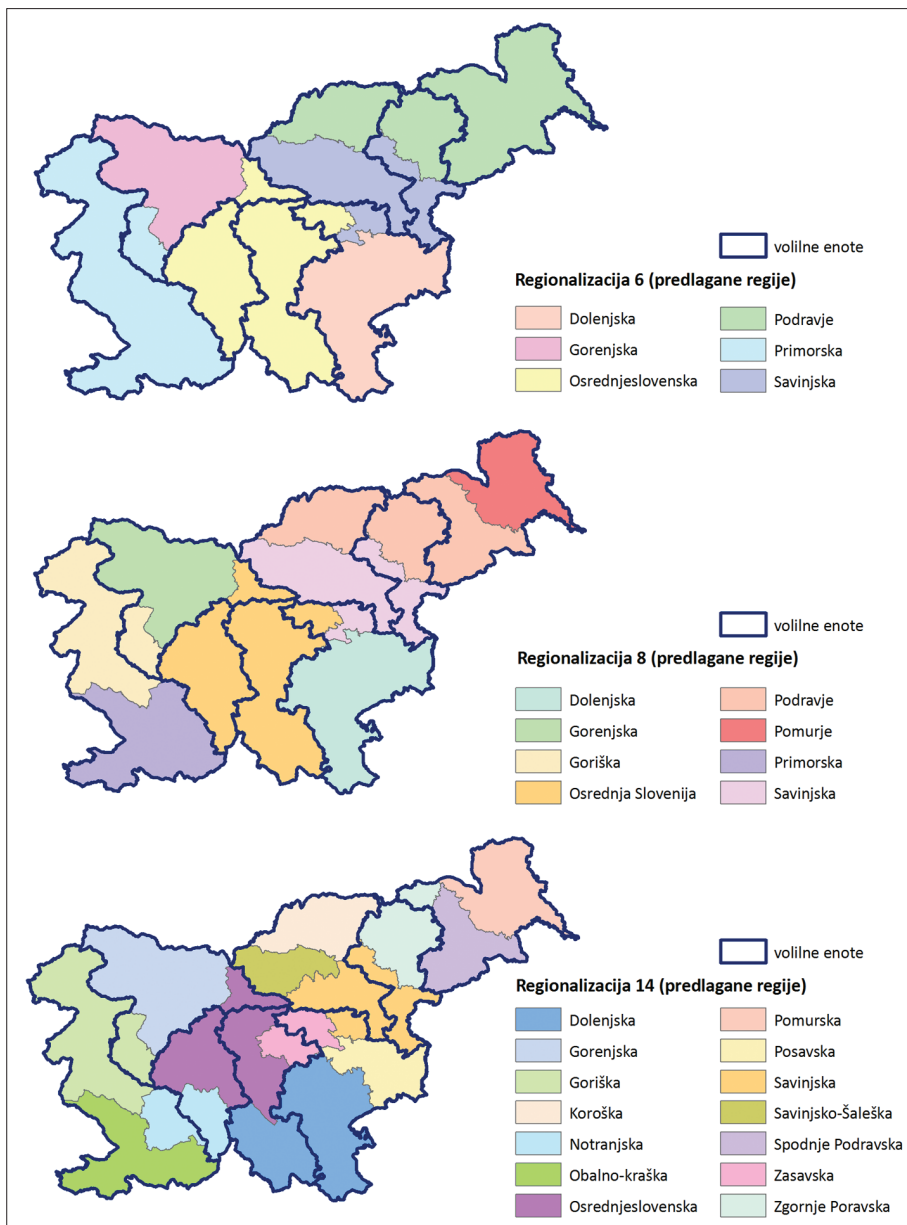 volilne enote
Regionalizacija 6 (predlagane regije)
Dolenjska
Podravje
Gorenjska
Primorska
Osrednjeslovenska
Savinjska
volilne enote
Regionalizacija 8 (predlagane regije)
Dolenjska
Podravje
Gorenjska
Pomurje
Goriška
Primorska
Osrednja Slovenija
Savinjska
volilne enote
Regionalizacija 14 (predlagane regije)
Dolenjska
Pomurska
Gorenjska
Posavska
Goriška
Savinjska
Koroška
Savinjsko-Šaleška
Notranjska
Spodnje Podravska
Obalno-kraška
Zasavska
Osrednjeslovenska
Zgornje Poravska